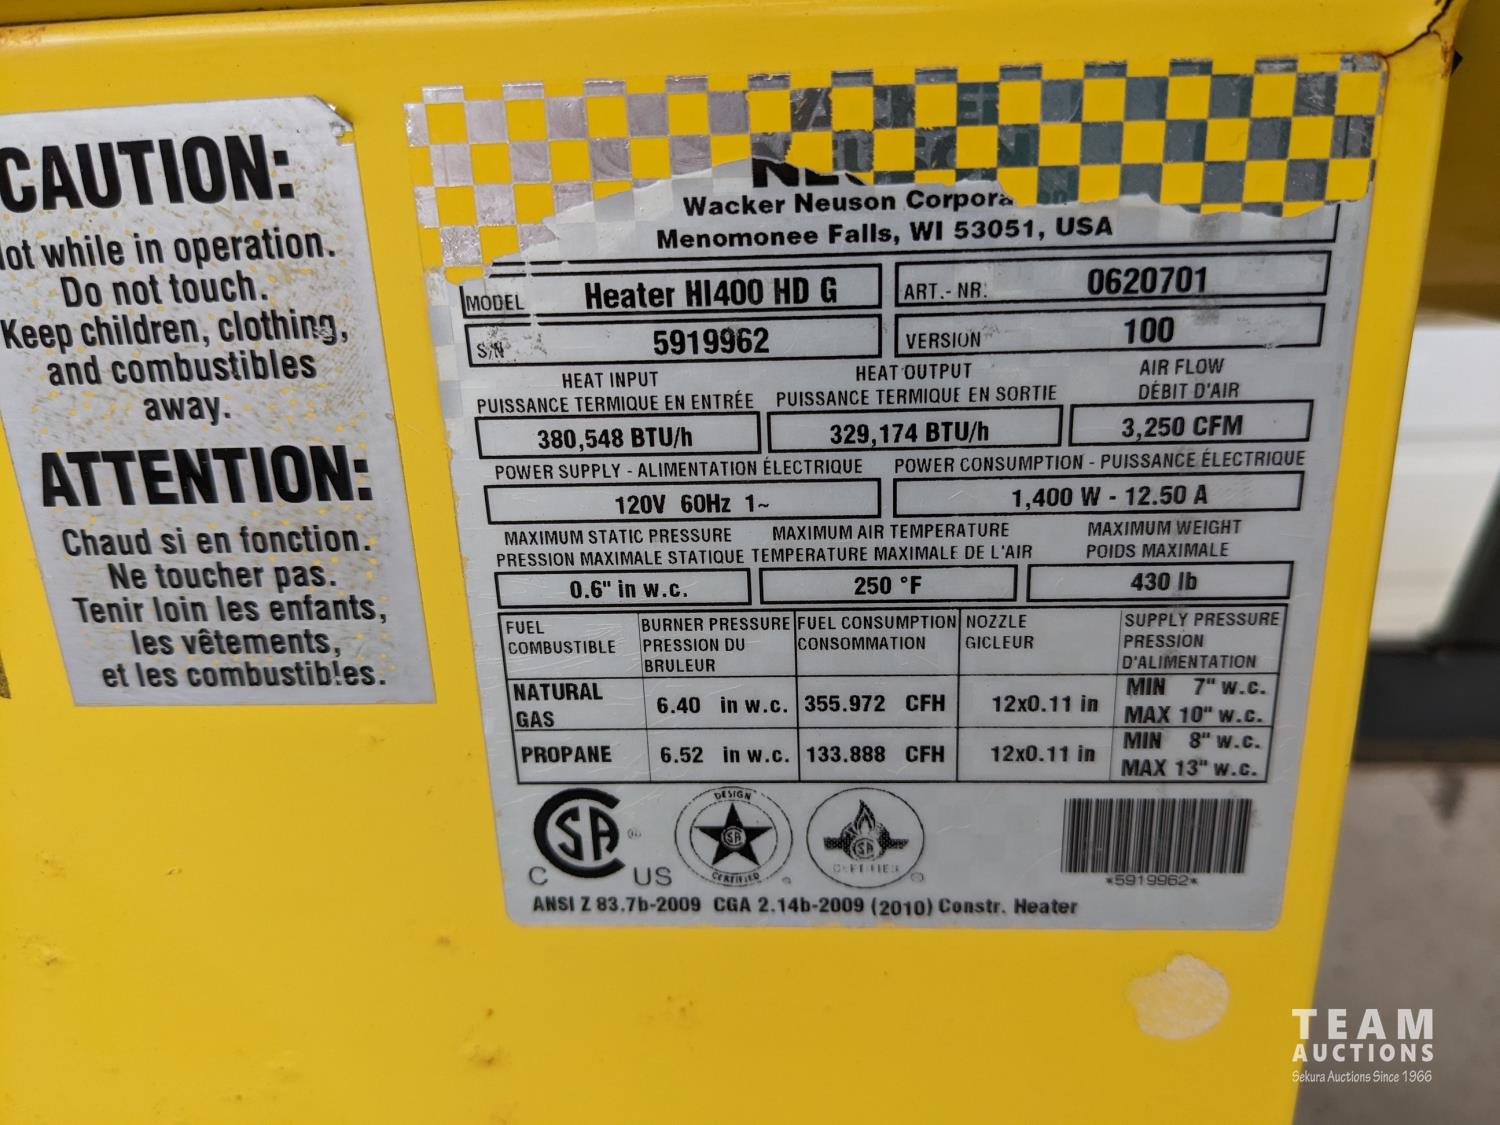 CAUTION:
ot while in operation.
Do not touch.
Keep children, clothing,
and combustibles
away.
ATTENTION:
Chaud si en fonction.
Ne toucher pas.
Tenir loin les enfants,
les vêtements,
et les combustibles.
Wacker Neuson Corpora
Menomonee Falls, WI 53051, USA
MODEL Heater HI400 HD G ART.- NR. 0620701
S/N 5919962 VERSION 100
HEAT INPUT HEAT OUTPUT AIR FLOW
PUISSANCE TERMIQUE EN ENTRÉE PUISSANCE TERMIQUE EN SORTIE DÉBIT D'AIR
380,548 BTU/h 329,174 BTU/h 3,250 CFM
POWER SUPPLY - ALIMENTATION ÉLECTRIQUE POWER CONSUMPTION - PUISSANCE ÉLECTRIQUE
120V 60Hz 1~ 1,400 W - 12.50 A
MAXIMUM STATIC PRESSURE MAXIMUM AIR TEMPERATURE MAXIMUM WEIGHT
PRESSION MAXIMALE STATIQUE TEMPERATURE MAXIMALE DE L'AIR POIDS MAXIMALE
0.6" in w.c. 250 °F 430 lb
FUEL BURNER PRESSURE FUEL CONSUMPTION NOZZLE SUPPLY PRESSURE
COMBUSTIBLE PRESSION DU CONSOMMATION GICLEUR PRESSION
BRULEUR D'ALIMENTATION
NATURAL GAS 6.40 in w.c. 355.972 CFH 12x0.11 in MIN 7" w.c.
MAX 10" w.c.
PROPANE 6.52 in w.c. 133.888 CFH 12x0.11 in MIN 8" w.c.
MAX 13" w.c.
CSA ®
C US
DESIGN
SA
CERTIFIED
SA
CERTIFIED
*5919962*
ANSI Z 83.7b-2009 CGA 2.14b-2009 (2010) Constr. Heater
TEAM
AUCTIONS
Sekura Auctions Since 1966